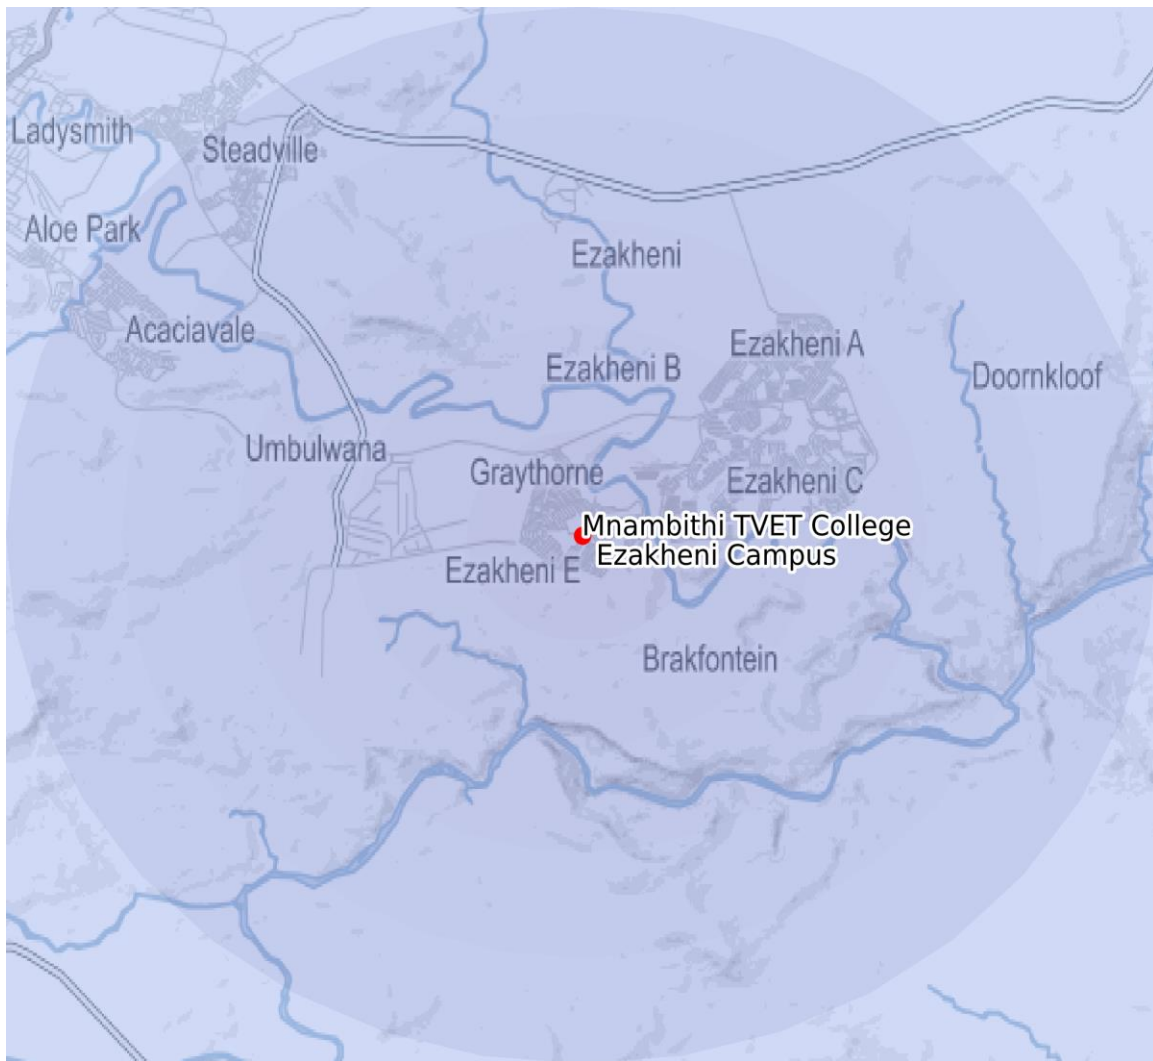 Ladysmith
Steadville
Aloe Park
Ezakheni
Acaciavale
Ezakheni A
Ezakheni B
Doornkloof
Umbulwana
Graythorne
Ezakheni C
Mnambithi TVET College
Ezakheni Campus
Ezakheni E
Brakfontein